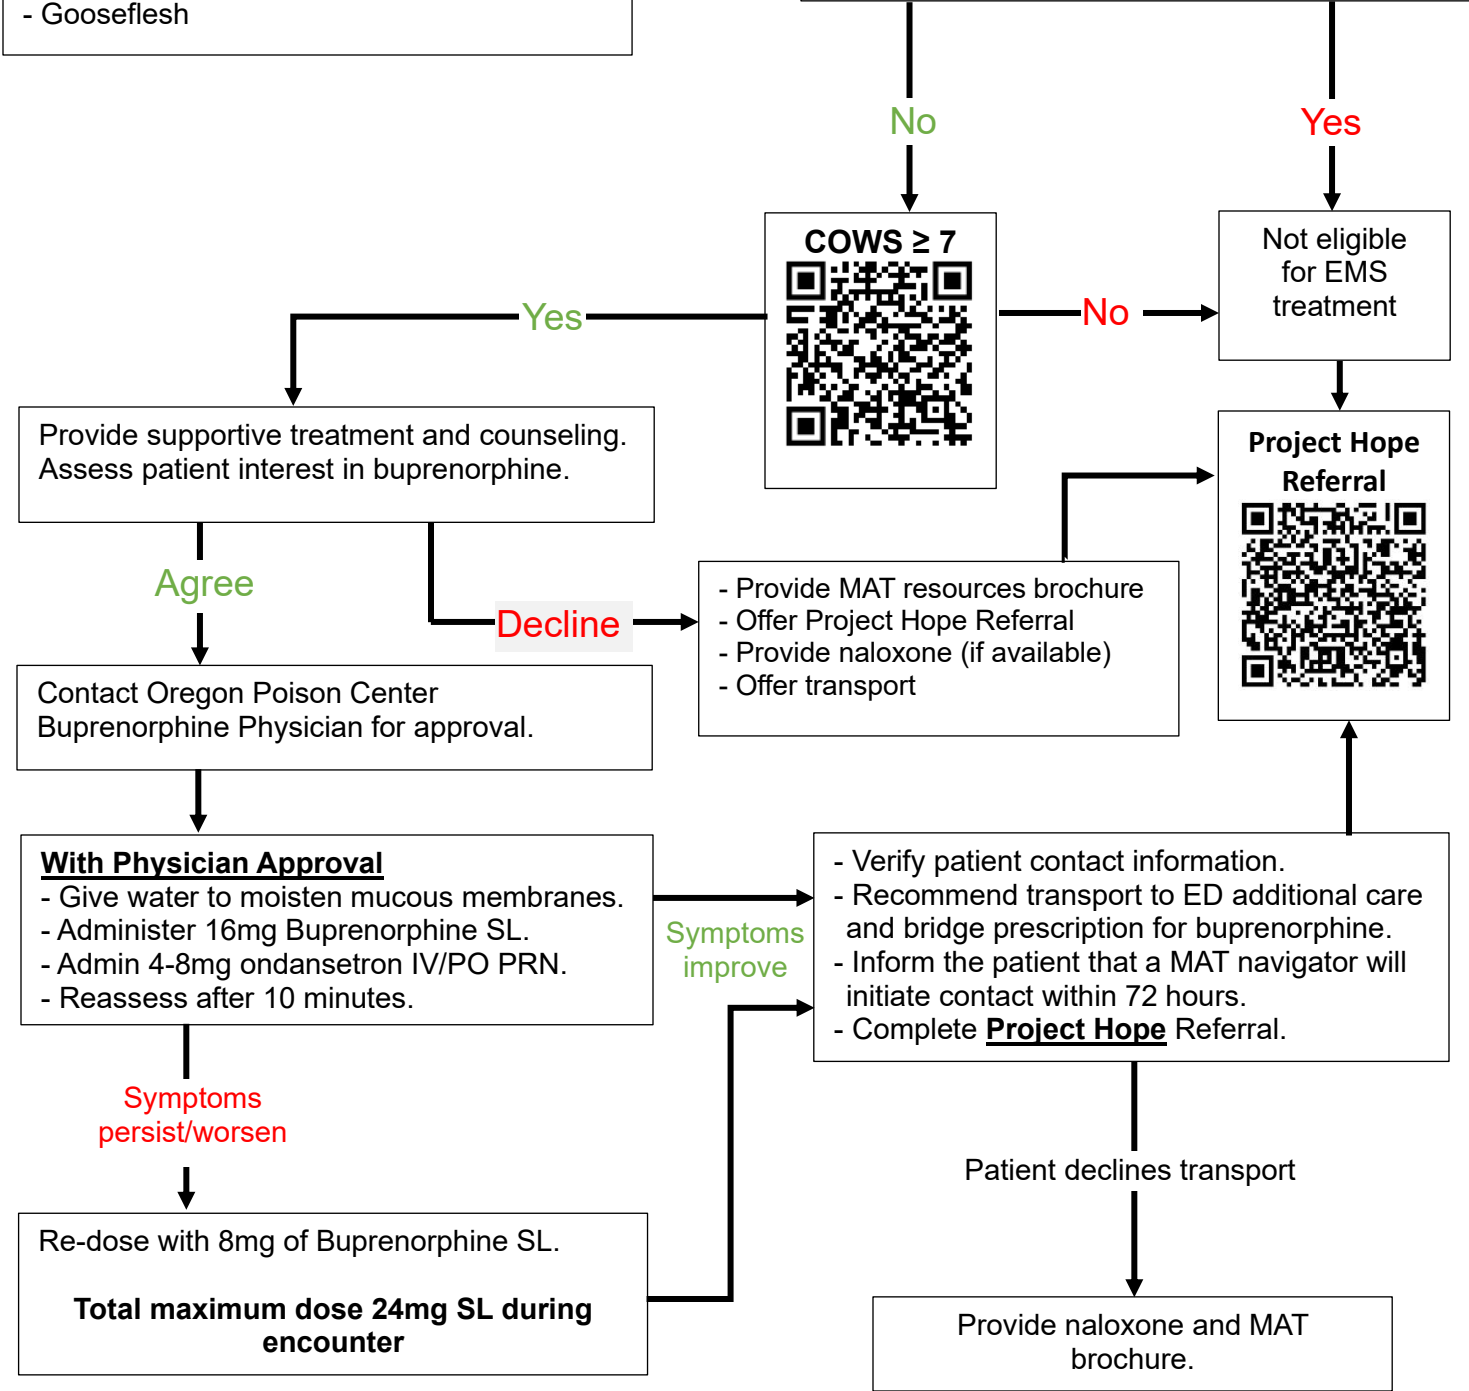 - Gooseflesh
No
Yes
COWS ≥ 7
Not eligible
for EMS
treatment
Yes
No
Provide supportive treatment and counseling.
Assess patient interest in buprenorphine.
Project Hope
Referral
Agree
Decline
- Provide MAT resources brochure
- Offer Project Hope Referral
- Provide naloxone (if available)
- Offer transport
Contact Oregon Poison Center
Buprenorphine Physician for approval.
With Physician Approval
- Give water to moisten mucous membranes.
- Administer 16mg Buprenorphine SL.
- Admin 4-8mg ondansetron IV/PO PRN.
- Reassess after 10 minutes.
Symptoms
improve
- Verify patient contact information.
- Recommend transport to ED additional care
and bridge prescription for buprenorphine.
- Inform the patient that a MAT navigator will
initiate contact within 72 hours.
- Complete Project Hope Referral.
Symptoms
persist/worsen
Patient declines transport
Re-dose with 8mg of Buprenorphine SL.
Total maximum dose 24mg SL during
encounter
Provide naloxone and MAT
brochure.